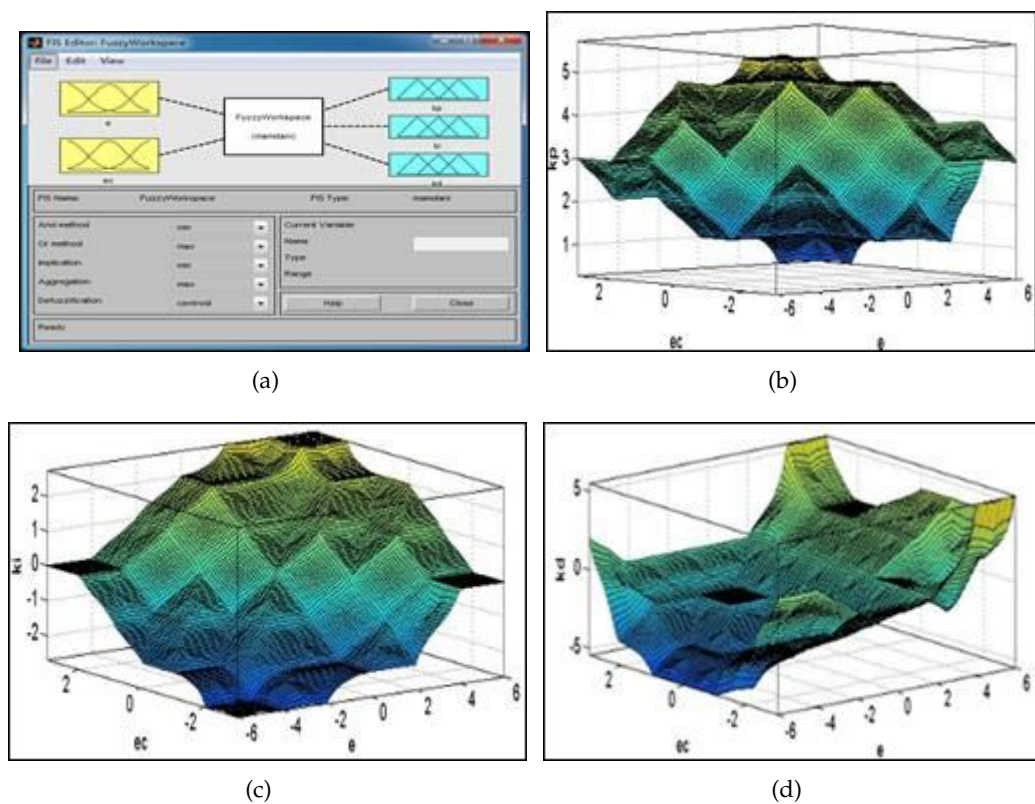 FIS Editor: FuzzyWorkspace
File Edit View
e
ec
FuzzyWorkspace
(mamdani)
kp
ki
kd
FIS Name: FuzzyWorkspace FIS Type: mamdani
And method min
Or method max
Implication min
Aggregation max
Defuzzification centroid
Current Variable
Name
Type
Range
Help Close
Ready
(a)
kp
5
4
3
2
1
2 0 -2 -6 -4 -2 0 2 4 6
ec e
(b)
ki
2
1
0
-1
-2
2 0 -2 -6 -4 -2 0 2 4 6
ec e
(c)
kd
5
0
-5
2 0 -2 -6 -4 -2 0 2 4 6
ec e
(d)